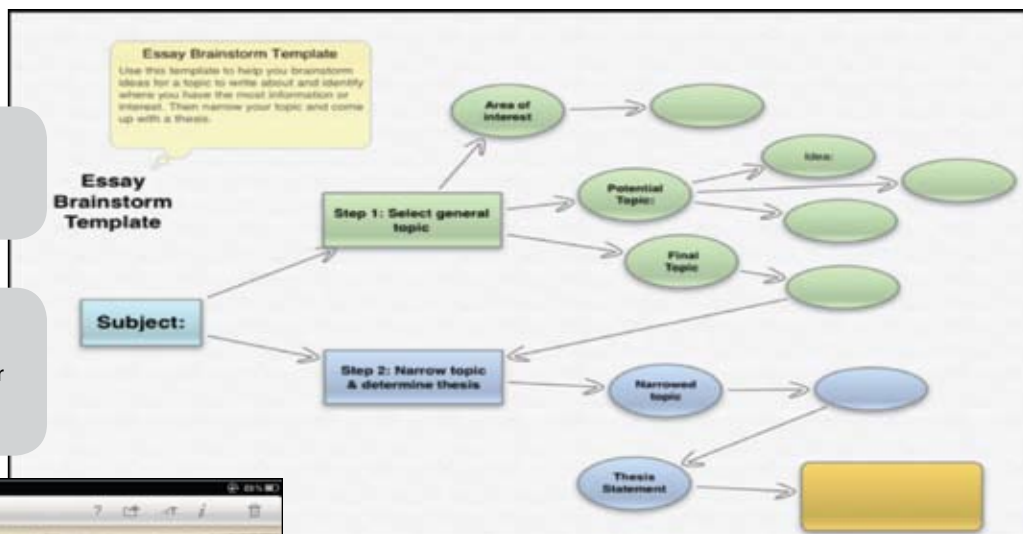 Essay Brainstorm Template
Use this template to help you brainstorm
ideas for a topic to write about and identify
where you have the most information or
interest. Then narrow your topic and come
up with a thesis.
Essay
Brainstorm
Template
Area of
interest
Idea:
Potential
Topic:
Step 1: Select general
topic
Final
Topic
Subject:
Step 2: Narrow topic
& determine thesis
Narrowed
topic
Thesis
Statement
r
?
T
i